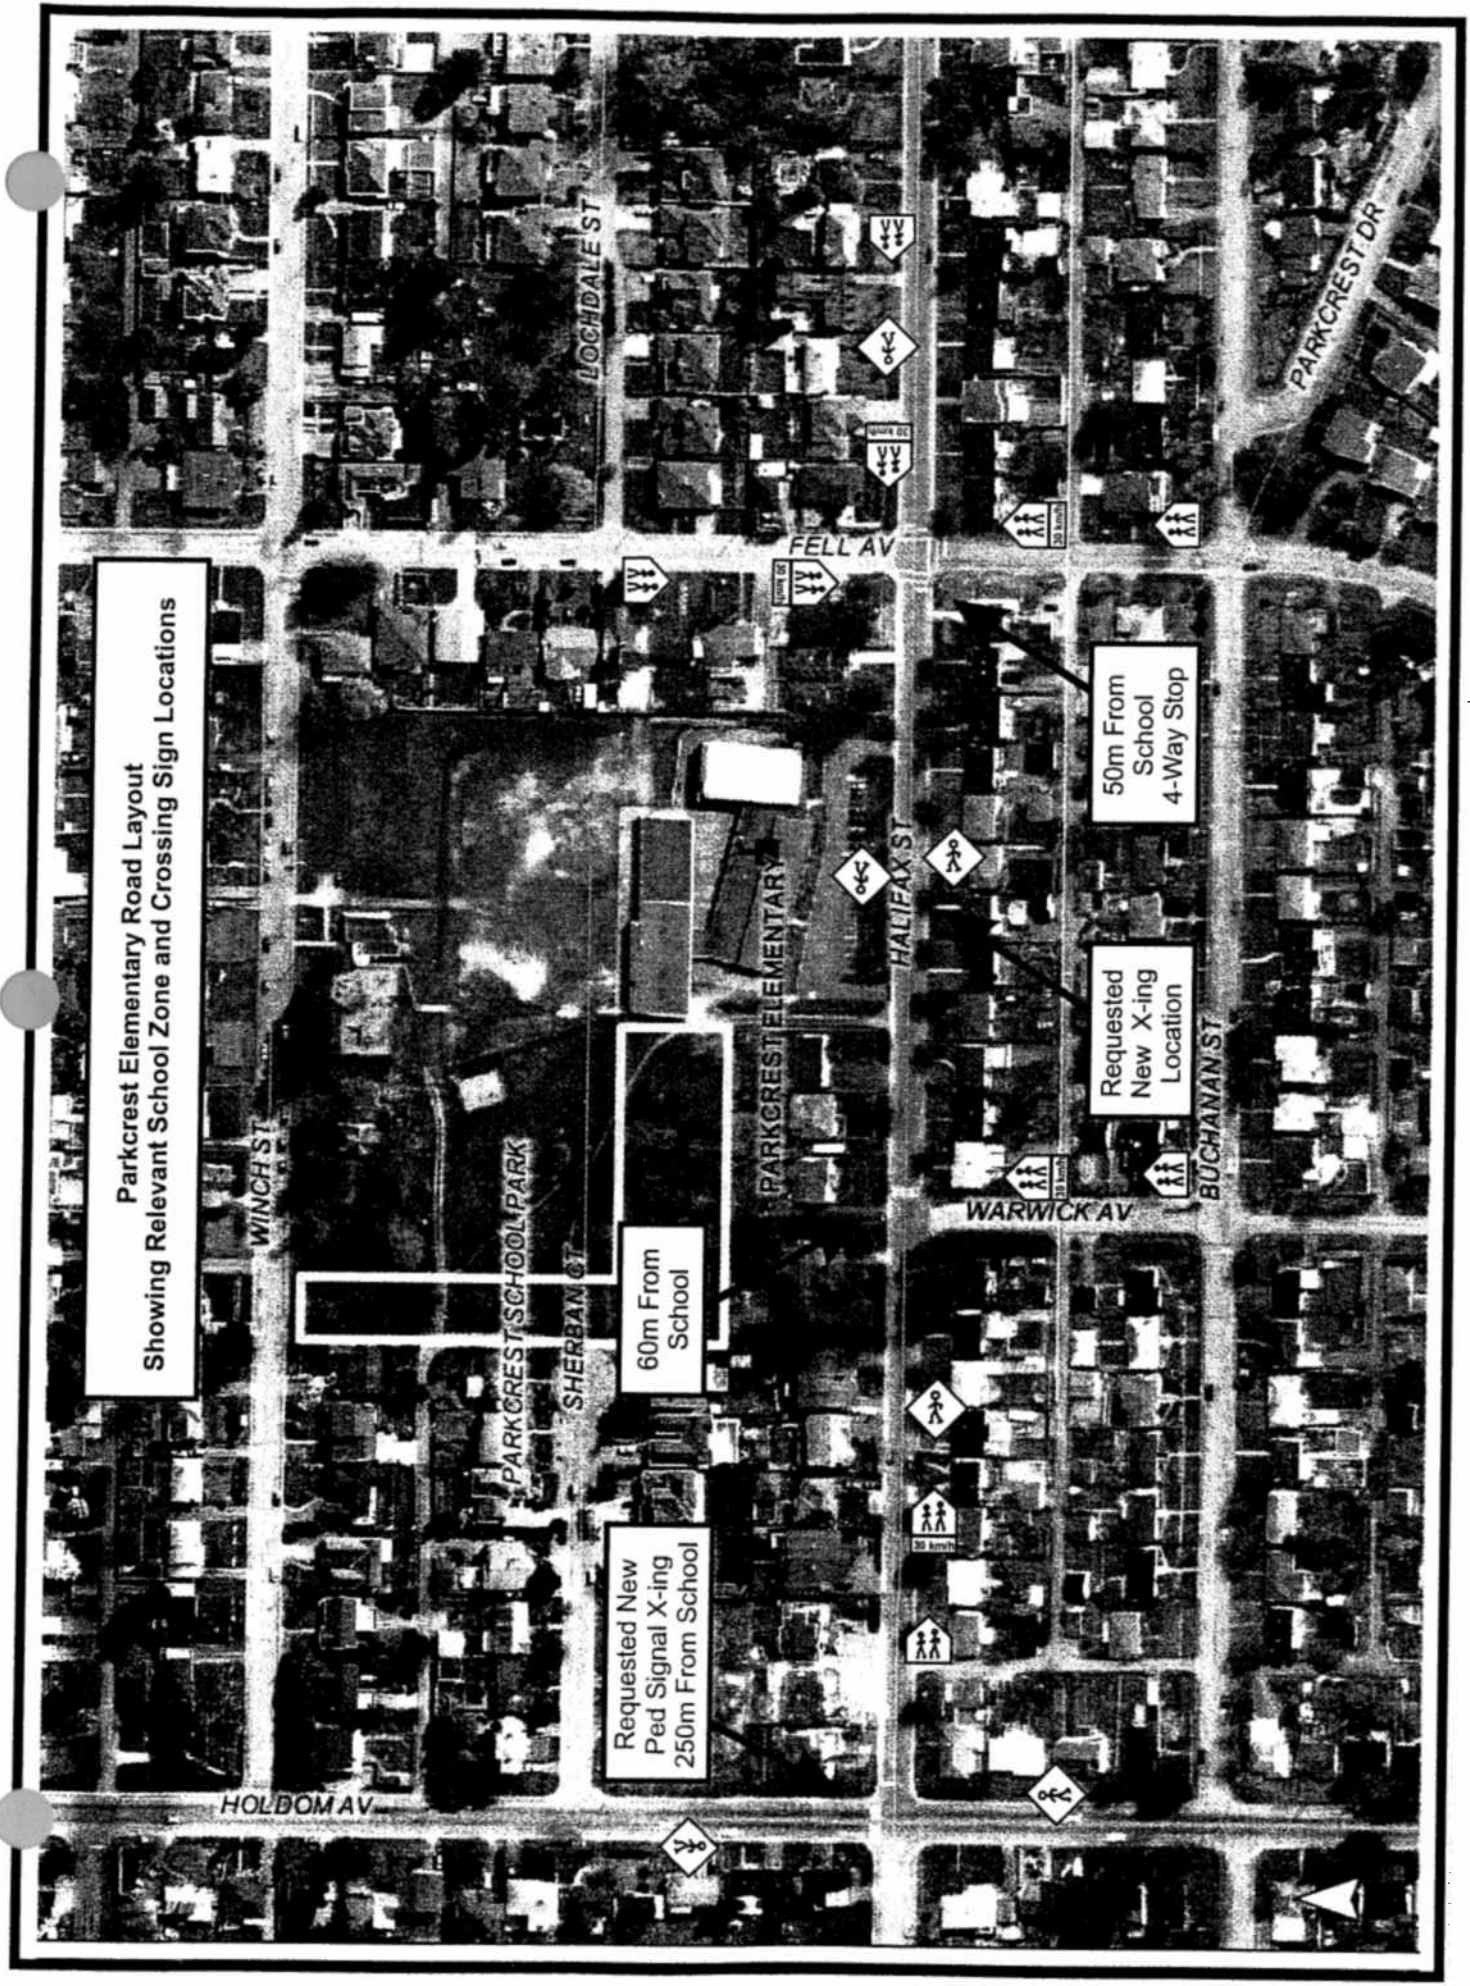 Parkcrest Elementary Road Layout
Showing Relevant School Zone and Crossing Sign Locations
WINCH ST
LOCHDALE ST
PARKCREST SCHOOL PARK
SHERBAN CT
HOLDOM AV
FELL AV
PARKCREST ELEMENTARY
HALIFAX ST
WARWICK AV
BUCHANAN ST
PARKCREST DR
60m From
School
Requested New
Ped Signal X-ing
250m From School
Requested
New X-ing
Location
50m From
School
4-Way Stop
30 km/h
30 km/h
30 km/h
30 km/h
30 km/h